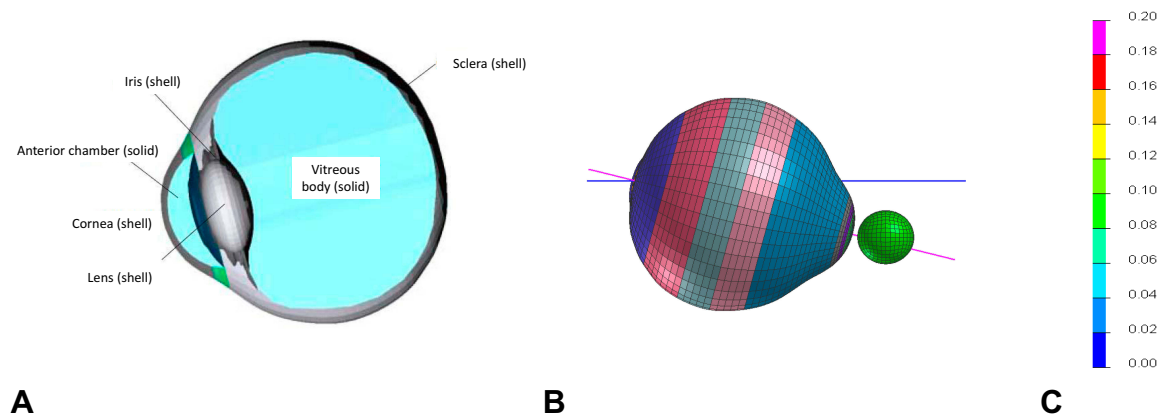 Iris (shell)
Anterior chamber (solid)
Cornea (shell)
Lens (shell)
Vitreous
body (solid)
Sclera (shell)
A
B
0.20
0.18
0.16
0.14
0.12
0.10
0.08
0.06
0.04
0.02
0.00
C